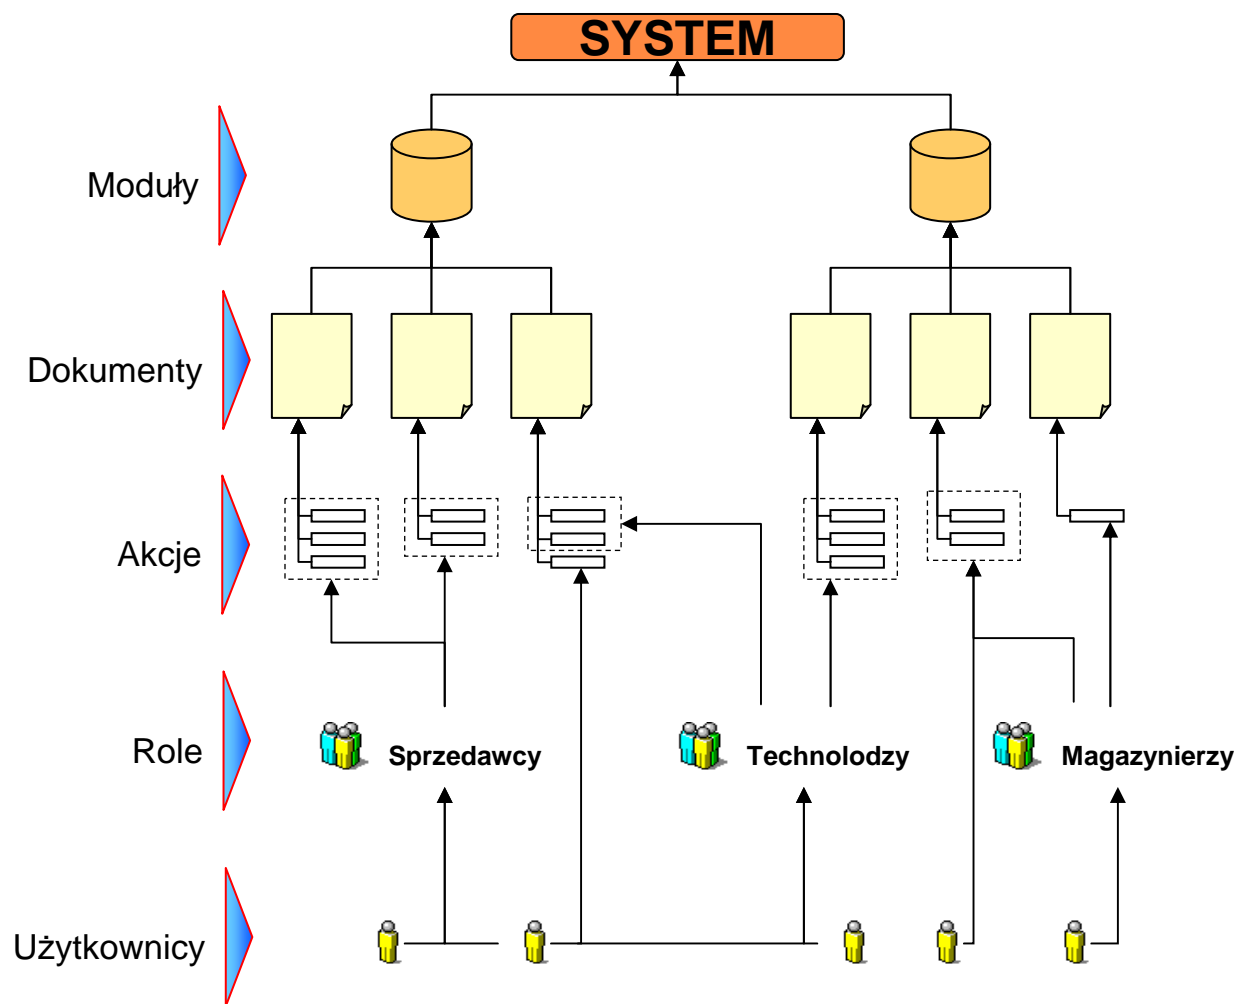 SYSTEM
Moduły
Dokumenty
Akcje
Role
Sprzedawcy
Technolodzy
Magazynierzy
Użytkownicy